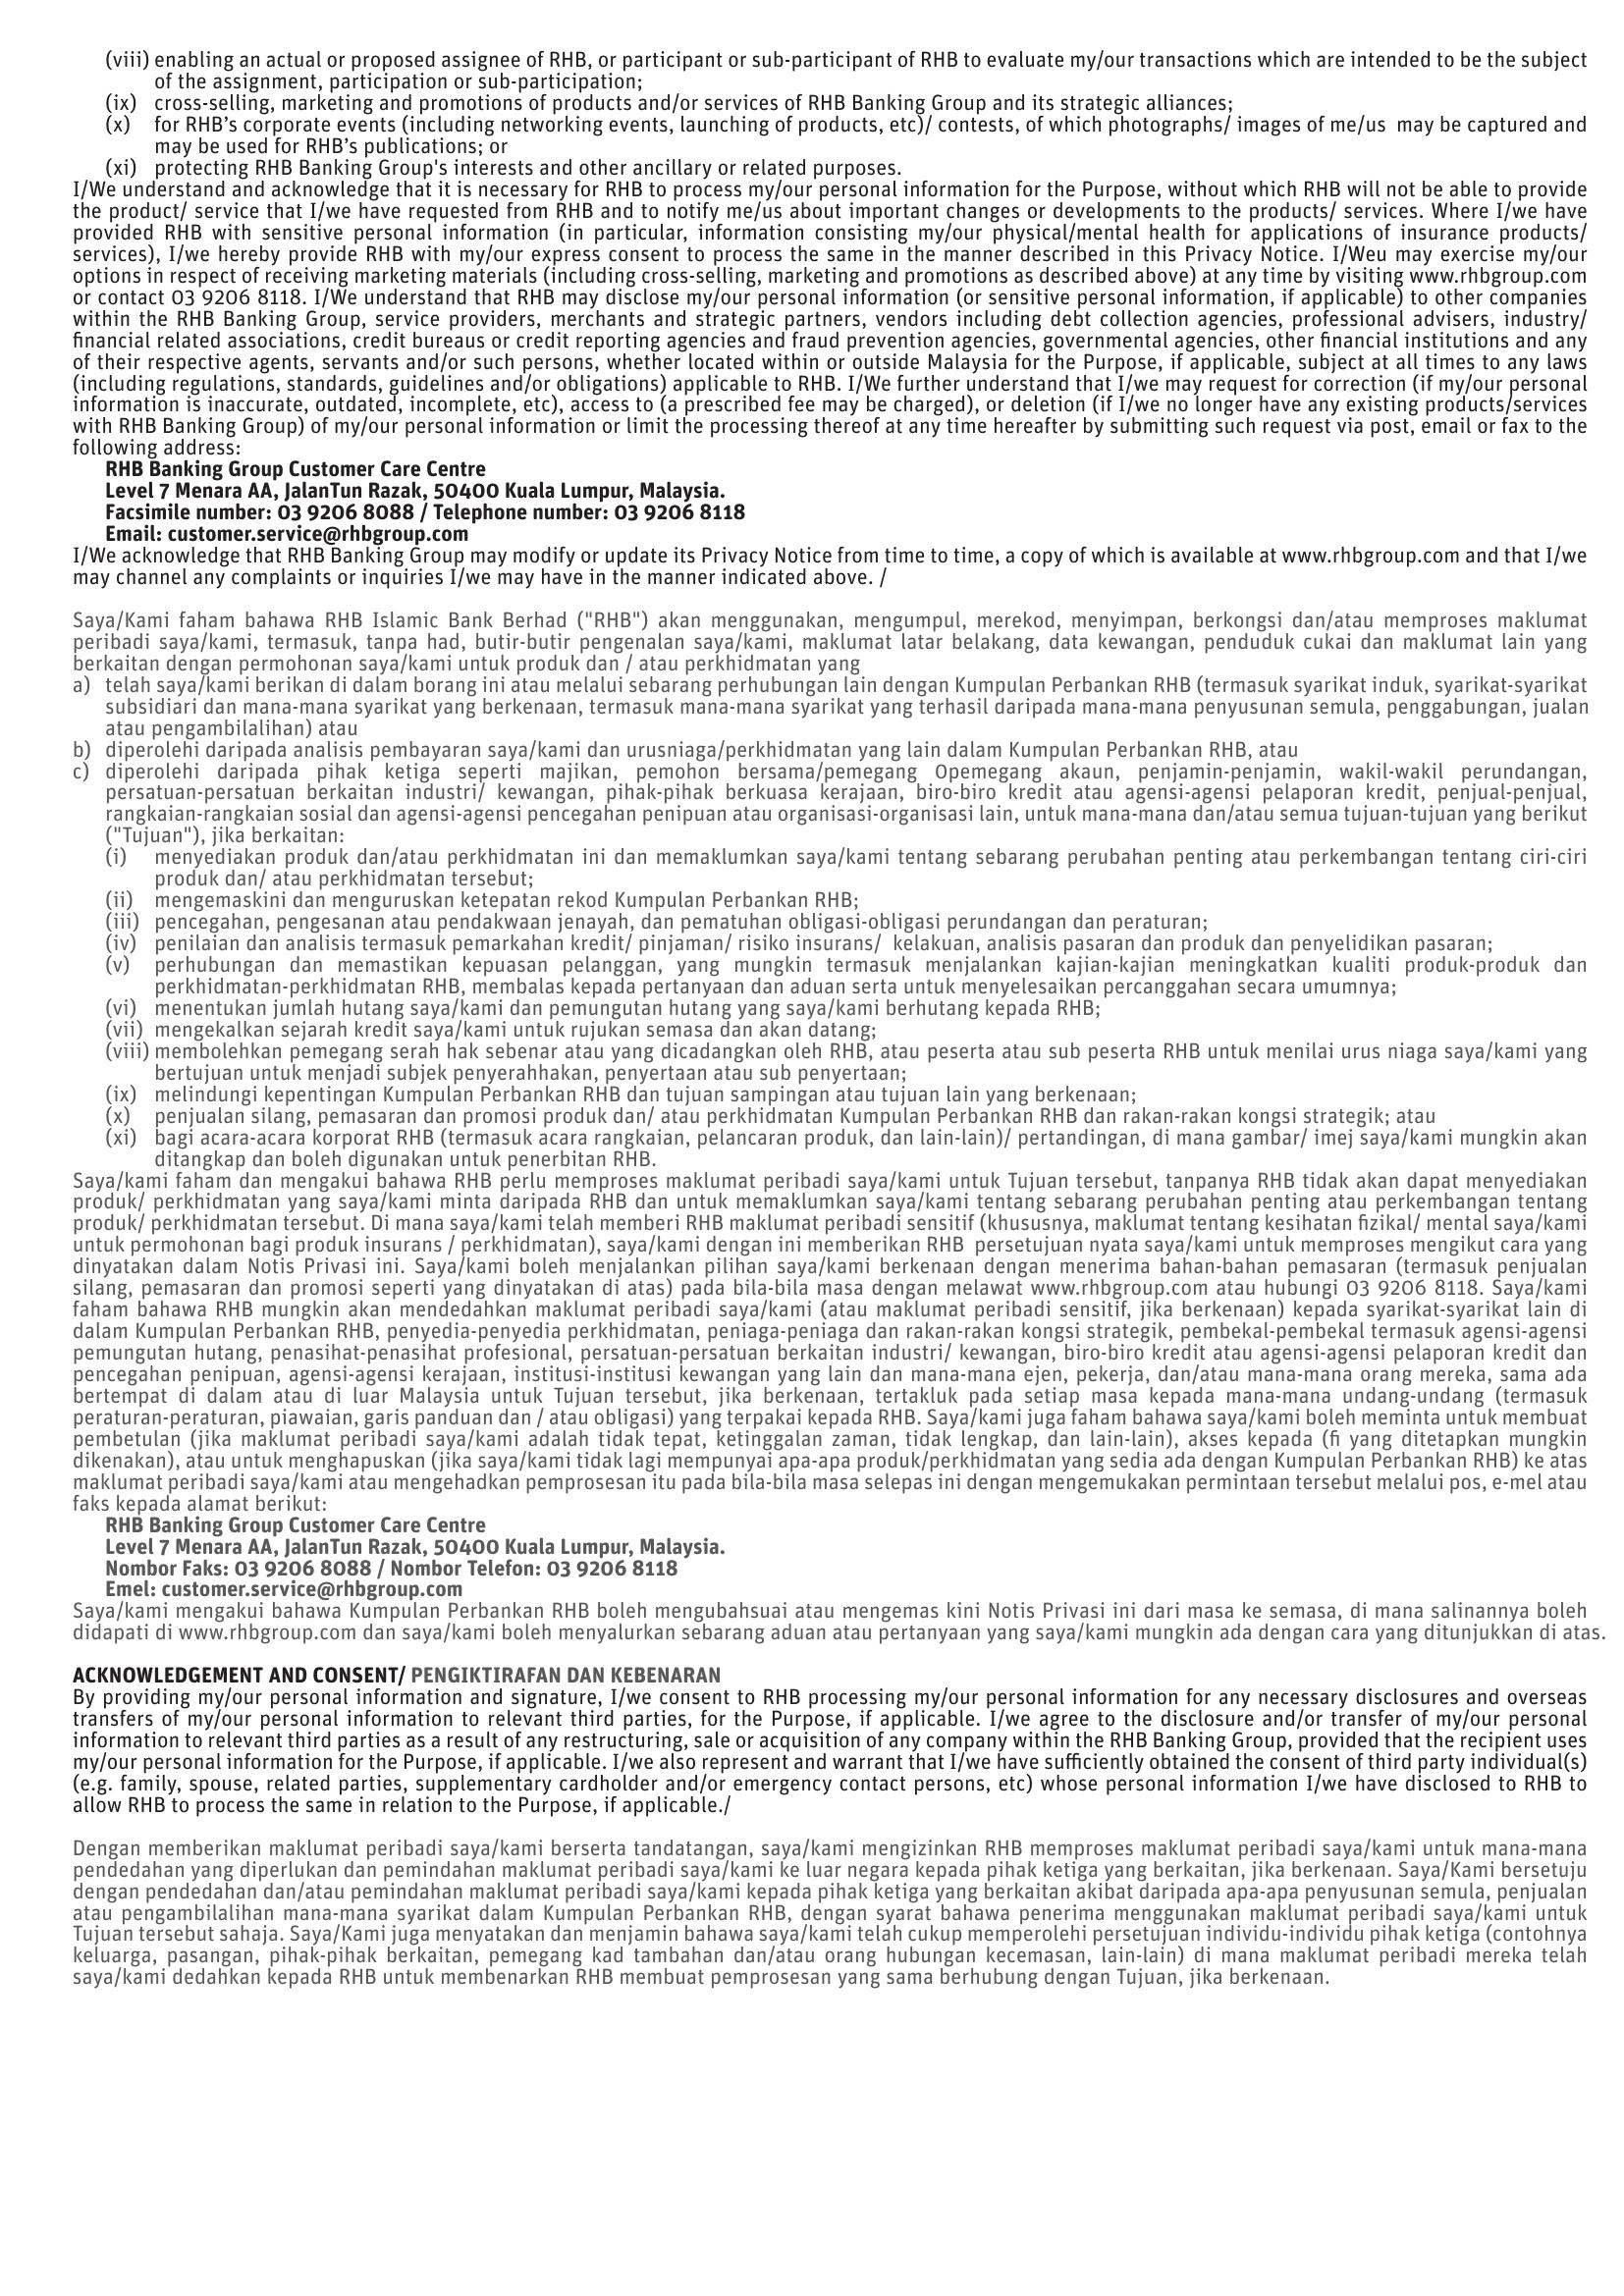 (viii) enabling an actual or proposed assignee of RHB, or participant or sub-participant of RHB to evaluate my/our transactions which are intended to be the subject
of the assignment, participation or sub-participation;
(ix) cross-selling, marketing and promotions of products and/or services of RHB Banking Group and its strategic alliances;
(x) for RHB's corporate events (including networking events, launching of products, etc)/ contests, of which photographs/ images of me/us may be captured and
may be used for RHB's publications; or
(xi) protecting RHB Banking Group's interests and other ancillary or related purposes.
I/We understand and acknowledge that it is necessary for RHB to process my/our personal information for the Purpose, without which RHB will not be able to provide
the product/ service that I/we have requested from RHB and to notify me/us about important changes or developments to the products/ services. Where I/we have
provided RHB with sensitive personal information (in particular, information consisting my/our physical/mental health for applications of insurance products/
services), I/we hereby provide RHB with my/our express consent to process the same in the manner described in this Privacy Notice. I/Weu may exercise my/our
options in respect of receiving marketing materials (including cross-selling, marketing and promotions as described above) at any time by visiting www.rhbgroup.com
or contact 03 9206 8118. I/We understand that RHB may disclose my/our personal information (or sensitive personal information, if applicable) to other companies
within the RHB Banking Group, service providers, merchants and strategic partners, vendors including debt collection agencies, professional advisers, industry/
financial related associations, credit bureaus or credit reporting agencies and fraud prevention agencies, governmental agencies, other financial institutions and any
of their respective agents, servants and/or such persons, whether located within or outside Malaysia for the Purpose, if applicable, subject at all times to any laws
(including regulations, standards, guidelines and/or obligations) applicable to RHB. I/We further understand that I/we may request for correction (if my/our personal
information is inaccurate, outdated, incomplete, etc), access to (a prescribed fee may be charged), or deletion (if I/we no longer have any existing products/services
with RHB Banking Group) of my/our personal information or limit the processing thereof at any time hereafter by submitting such request via post, email or fax to the
following address:
RHB Banking Group Customer Care Centre
Level 7 Menara AA, JalanTun Razak, 50400 Kuala Lumpur, Malaysia.
Facsimile number: 03 9206 8088 / Telephone number: 03 9206 8118
Email: customer.service@rhbgroup.com
I/We acknowledge that RHB Banking Group may modify or update its Privacy Notice from time to time, a copy of which is available at www.rhbgroup.com and that I/we
may channel any complaints or inquiries I/we may have in the manner indicated above. /
Saya/Kami faham bahawa RHB Islamic Bank Berhad ("RHB") akan menggunakan, mengumpul, merekod, menyimpan, berkongsi dan/atau memproses maklumat
peribadi saya/kami, termasuk, tanpa had, butir-butir pengenalan saya/kami, maklumat latar belakang, data kewangan, penduduk cukai dan maklumat lain yang
berkaitan dengan permohonan saya/kami untuk produk dan / atau perkhidmatan yang
a) telah saya/kami berikan di dalam borang ini atau melalui sebarang perhubungan lain dengan Kumpulan Perbankan RHB (termasuk syarikat induk, syarikat-syarikat
subsidiari dan mana-mana syarikat yang berkenaan, termasuk mana-mana syarikat yang terhasil daripada mana-mana penyusunan semula, penggabungan, jualan
atau pengambilalihan) atau
b) diperolehi daripada analisis pembayaran saya/kami dan urusniaga/perkhidmatan yang lain dalam Kumpulan Perbankan RHB, atau
c) diperolehi daripada pihak ketiga seperti majikan, pemohon bersama/pemegang Opemegang akaun, penjamin-penjamin, wakil-wakil perundangan,
persatuan-persatuan berkaitan industri/ kewangan, pihak-pihak berkuasa kerajaan, biro-biro kredit atau agensi-agensi pelaporan kredit, penjual-penjual,
rangkaian-rangkaian sosial dan agensi-agensi pencegahan penipuan atau organisasi-organisasi lain, untuk mana-mana dan/atau semua tujuan-tujuan yang berikut
("Tujuan"), jika berkaitan:
(i) menyediakan produk dan/atau perkhidmatan ini dan memaklumkan saya/kami tentang sebarang perubahan penting atau perkembangan tentang ciri-ciri
produk dan/ atau perkhidmatan tersebut;
(ii) mengemaskini dan menguruskan ketepatan rekod Kumpulan Perbankan RHB;
(iii) pencegahan, pengesanan atau pendakwaan jenayah, dan pematuhan obligasi-obligasi perundangan dan peraturan;
(iv) penilaian dan analisis termasuk pemarkahan kredit/ pinjaman/ risiko insurans/ kelakuan, analisis pasaran dan produk dan penyelidikan pasaran;
(v) perhubungan dan memastikan kepuasan pelanggan, yang mungkin termasuk menjalankan kajian-kajian meningkatkan kualiti produk-produk dan
perkhidmatan-perkhidmatan RHB, membalas kepada pertanyaan dan aduan serta untuk menyelesaikan percanggahan secara umumnya;
(vi) menentukan jumlah hutang saya/kami dan pemungutan hutang yang saya/kami berhutang kepada RHB;
(vii) mengekalkan sejarah kredit saya/kami untuk rujukan semasa dan akan datang;
(viii) membolehkan pemegang serah hak sebenar atau yang dicadangkan oleh RHB, atau peserta atau sub peserta RHB untuk menilai urus niaga saya/kami yang
bertujuan untuk menjadi subjek penyerahhakan, penyertaan atau sub penyertaan;
(ix) melindungi kepentingan Kumpulan Perbankan RHB dan tujuan sampingan atau tujuan lain yang berkenaan;
(x) penjualan silang, pemasaran dan promosi produk dan/ atau perkhidmatan Kumpulan Perbankan RHB dan rakan-rakan kongsi strategik; atau
(xi) bagi acara-acara korporat RHB (termasuk acara rangkaian, pelancaran produk, dan lain-lain)/ pertandingan, di mana gambar/ imej saya/kami mungkin akan
ditangkap dan boleh digunakan untuk penerbitan RHB.
Saya/kami faham dan mengakui bahawa RHB perlu memproses maklumat peribadi saya/kami untuk Tujuan tersebut, tanpanya RHB tidak akan dapat menyediakan
produk/ perkhidmatan yang saya/kami minta daripada RHB dan untuk memaklumkan saya/kami tentang sebarang perubahan penting atau perkembangan tentang
produk/ perkhidmatan tersebut. Di mana saya/kami telah memberi RHB maklumat peribadi sensitif (khususnya, maklumat tentang kesihatan fizikal/ mental saya/kami
untuk permohonan bagi produk insurans / perkhidmatan), saya/kami dengan ini memberikan RHB persetujuan nyata saya/kami untuk memproses mengikut cara yang
dinyatakan dalam Notis Privasi ini. Saya/kami boleh menjalankan pilihan saya/kami berkenaan dengan menerima bahan-bahan pemasaran (termasuk penjualan
silang, pemasaran dan promosi seperti yang dinyatakan di atas) pada bila-bila masa dengan melawat www.rhbgroup.com atau hubungi 03 9206 8118. Saya/kami
faham bahawa RHB mungkin akan mendedahkan maklumat peribadi saya/kami (atau maklumat peribadi sensitif, jika berkenaan) kepada syarikat-syarikat lain di
dalam Kumpulan Perbankan RHB, penyedia-penyedia perkhidmatan, peniaga-peniaga dan rakan-rakan kongsi strategik, pembekal-pembekal termasuk agensi-agensi
pemungutan hutang, penasihat-penasihat profesional, persatuan-persatuan berkaitan industri/ kewangan, biro-biro kredit atau agensi-agensi pelaporan kredit dan
pencegahan penipuan, agensi-agensi kerajaan, institusi-institusi kewangan yang lain dan mana-mana ejen, pekerja, dan/atau mana-mana orang mereka, sama ada
bertempat di dalam atau di luar Malaysia untuk Tujuan tersebut, jika berkenaan, tertakluk pada setiap masa kepada mana-mana undang-undang (termasuk
peraturan-peraturan, piawaian, garis panduan dan / atau obligasi) yang terpakai kepada RHB. Saya/kami juga faham bahawa saya/kami boleh meminta untuk membuat
pembetulan (jika maklumat peribadi saya/kami adalah tidak tepat, ketinggalan zaman, tidak lengkap, dan lain-lain), akses kepada (fi yang ditetapkan mungkin
dikenakan), atau untuk menghapuskan (jika saya/kami tidak lagi mempunyai apa-apa produk/perkhidmatan yang sedia ada dengan Kumpulan Perbankan RHB) ke atas
maklumat peribadi saya/kami atau mengehadkan pemprosesan itu pada bila-bila masa selepas ini dengan mengemukakan permintaan tersebut melalui pos, e-mel atau
faks kepada alamat berikut:
RHB Banking Group Customer Care Centre
Level 7 Menara AA, JalanTun Razak, 50400 Kuala Lumpur, Malaysia.
Nombor Faks: 03 9206 8088 / Nombor Telefon: 03 9206 8118
Emel: customer.service@rhbgroup.com
Saya/kami mengakui bahawa Kumpulan Perbankan RHB boleh mengubahsuai atau mengemas kini Notis Privasi ini dari masa ke semasa, di mana salinannya boleh
didapati di www.rhbgroup.com dan saya/kami boleh menyalurkan sebarang aduan atau pertanyaan yang saya/kami mungkin ada dengan cara yang ditunjukkan di atas.
ACKNOWLEDGEMENT AND CONSENT/ PENGIKTIRAFAN DAN KEBENARAN
By providing my/our personal information and signature, I/we consent to RHB processing my/our personal information for any necessary disclosures and overseas
transfers of my/our personal information to relevant third parties, for the Purpose, if applicable. I/we agree to the disclosure and/or transfer of my/our personal
information to relevant third parties as a result of any restructuring, sale or acquisition of any company within the RHB Banking Group, provided that the recipient uses
my/our personal information for the Purpose, if applicable. I/we also represent and warrant that I/we have sufficiently obtained the consent of third party individual(s)
(e.g. family, spouse, related parties, supplementary cardholder and/or emergency contact persons, etc) whose personal information I/we have disclosed to RHB to
allow RHB to process the same in relation to the Purpose, if applicable./
Dengan memberikan maklumat peribadi saya/kami berserta tandatangan, saya/kami mengizinkan RHB memproses maklumat peribadi saya/kami untuk mana-mana
pendedahan yang diperlukan dan pemindahan maklumat peribadi saya/kami ke luar negara kepada pihak ketiga yang berkaitan, jika berkenaan. Saya/Kami bersetuju
dengan pendedahan dan/atau pemindahan maklumat peribadi saya/kami kepada pihak ketiga yang berkaitan akibat daripada apa-apa penyusunan semula, penjualan
atau pengambilalihan mana-mana syarikat dalam Kumpulan Perbankan RHB, dengan syarat bahawa penerima menggunakan maklumat peribadi saya/kami untuk
Tujuan tersebut sahaja. Saya/Kami juga menyatakan dan menjamin bahawa saya/kami telah cukup memperolehi persetujuan individu-individu pihak ketiga (contohnya
keluarga, pasangan, pihak-pihak berkaitan, pemegang kad tambahan dan/atau orang hubungan kecemasan, lain-lain) di mana maklumat peribadi mereka telah
saya/kami dedahkan kepada RHB untuk membenarkan RHB membuat pemprosesan yang sama berhubung dengan Tujuan, jika berkenaan.